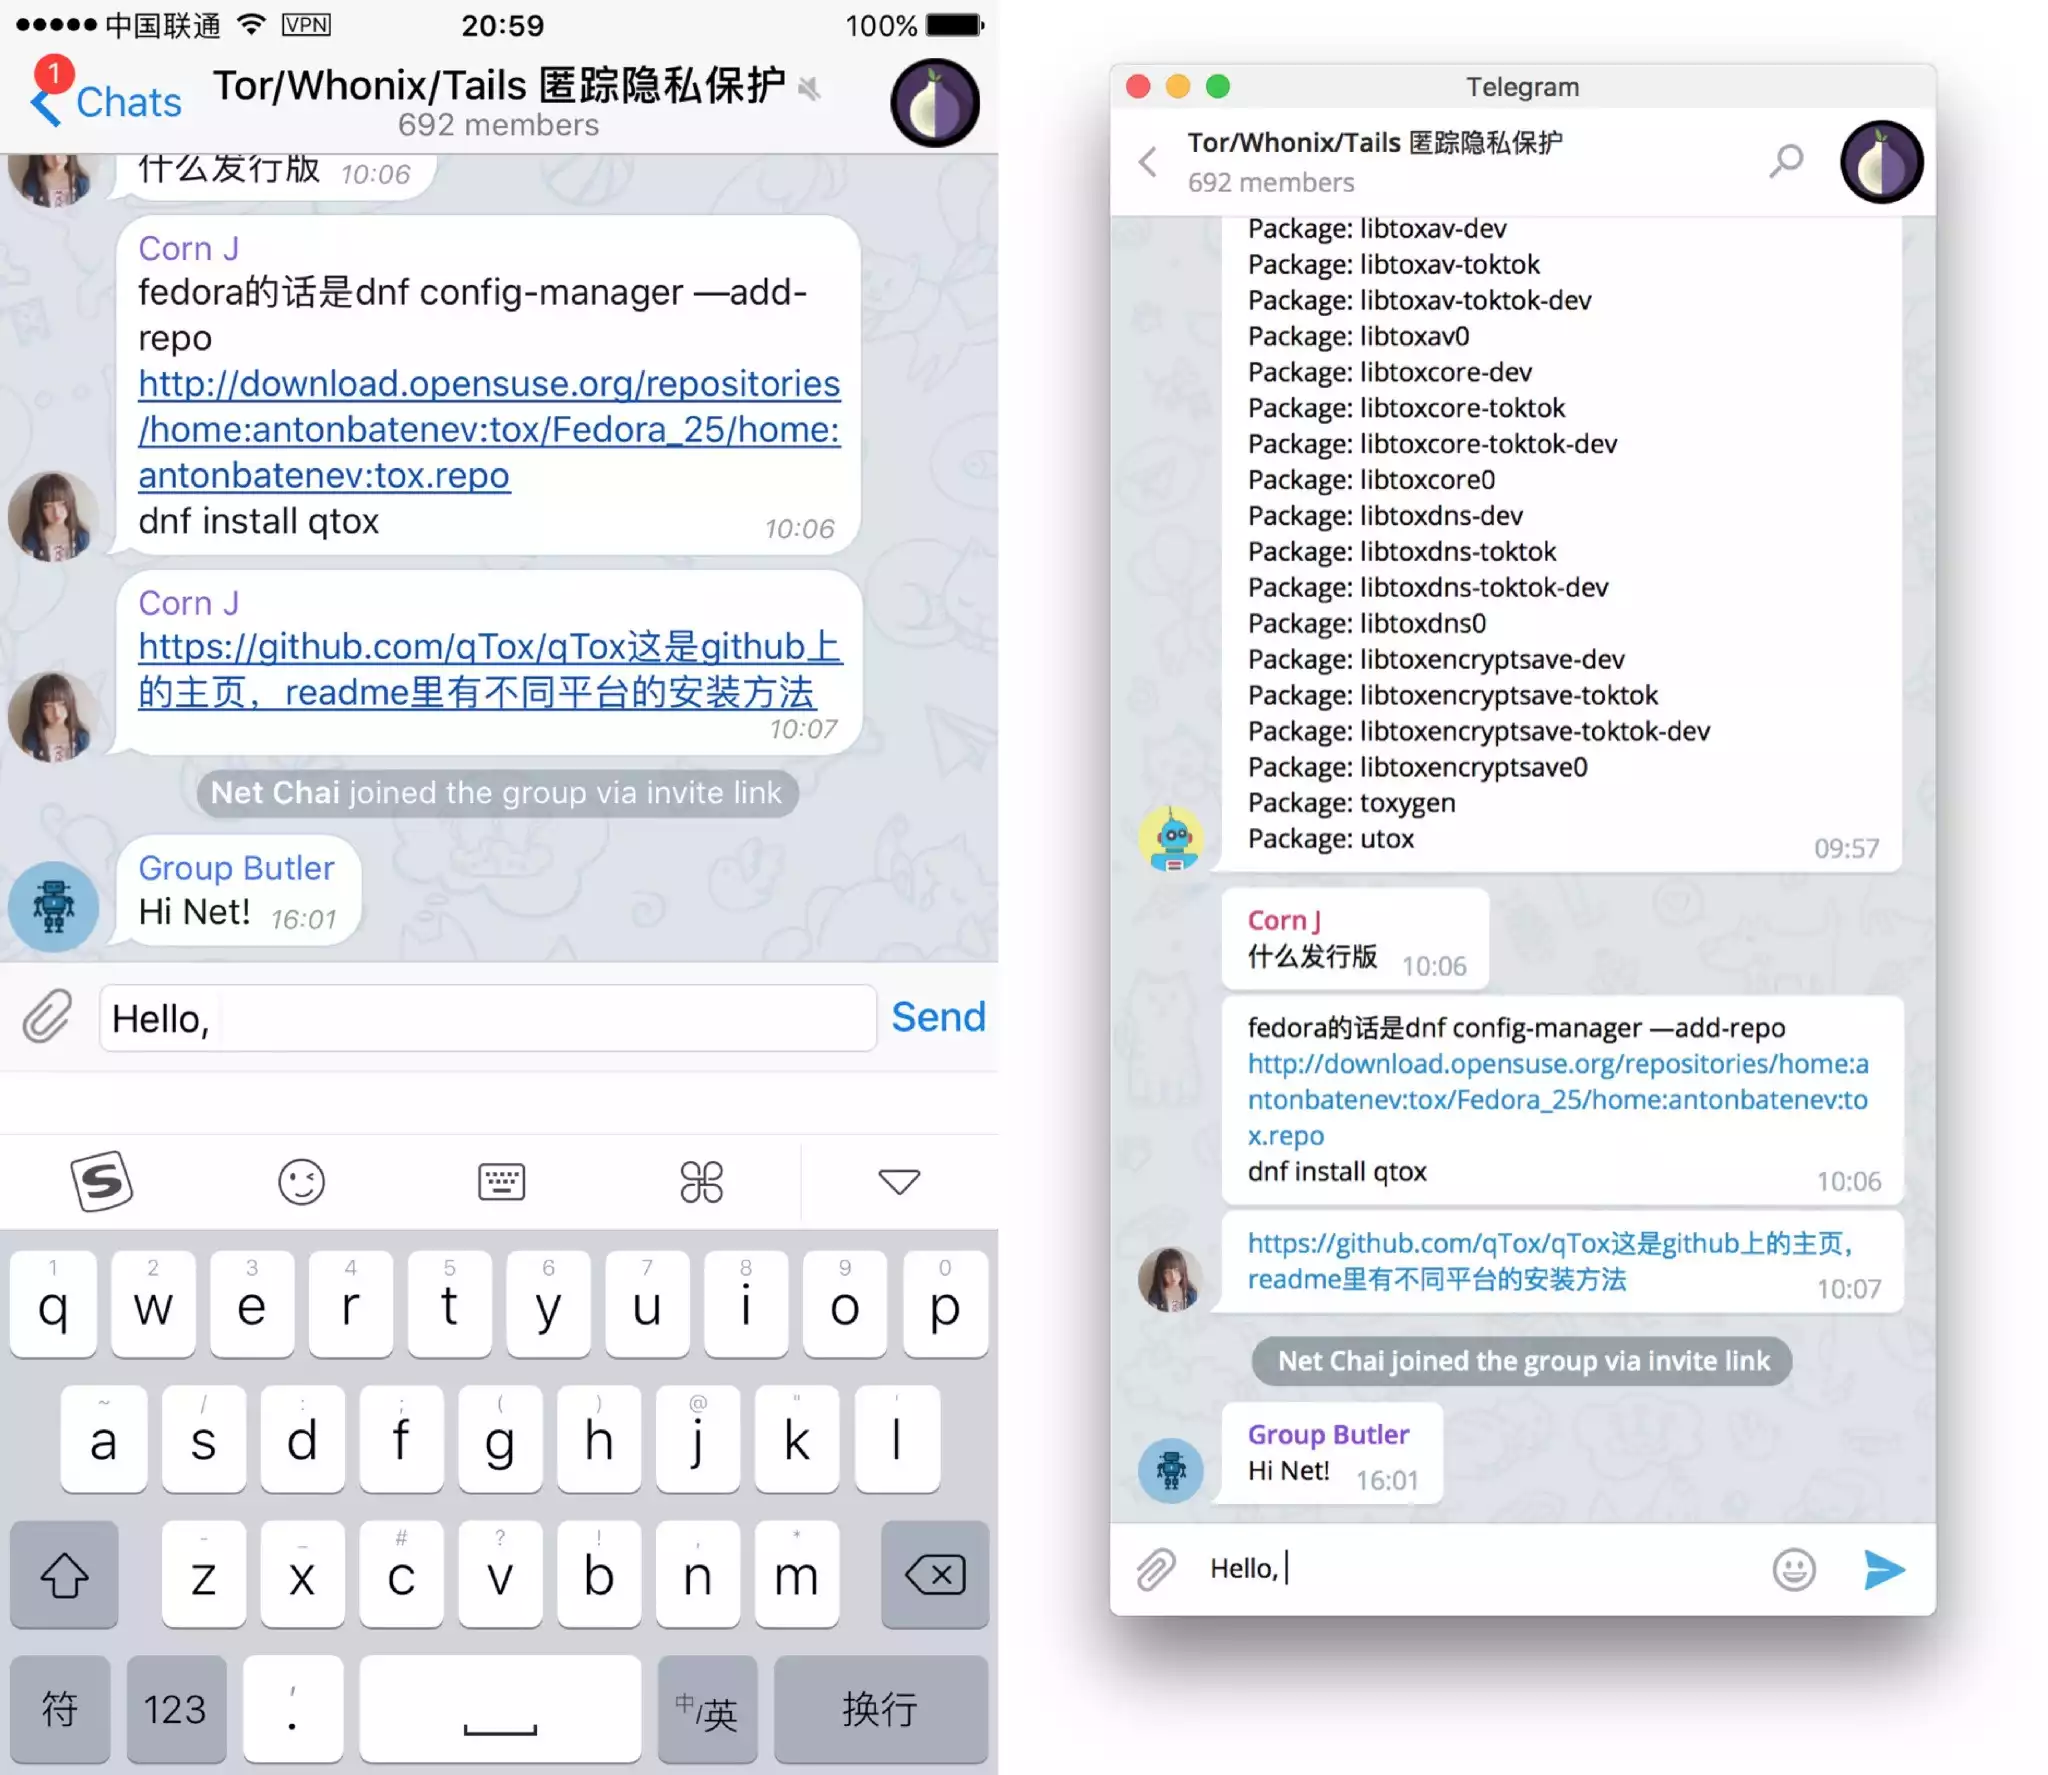 中国联通 VPN 20:59 100%
1
Chats
Tor/Whonix/Tails 匿踪隐私保护
692 members
什么发行版 10:06
Corn J
fedora的话是dnf config-manager —add-
repo
http://download.opensuse.org/repositories
/home:antonbatenev:tox/Fedora_25/home:
antonbatenev:tox.repo
dnf install qtox
10:06
Corn J
https://github.com/qTox/qTox这是github上
的主页，readme里有不同平台的安装方法
10:07
Net Chai joined the group via invite link
Group Butler
Hi Net! 16:01
Hello,
Send
S
1 2 3 4 5 6 7 8 9 0
q w e r t y u i o p
~ / : ; ( ) @ " '
a s d f g h j k l
- _ # ? ! , *
z x c v b n m
符 123 ' . 中/英 换行
Telegram
Tor/Whonix/Tails 匿踪隐私保护
692 members
Package: libtoxav-dev
Package: libtoxav-toktok
Package: libtoxav-toktok-dev
Package: libtoxav0
Package: libtoxcore-dev
Package: libtoxcore-toktok
Package: libtoxcore-toktok-dev
Package: libtoxcore0
Package: libtoxdns-dev
Package: libtoxdns-toktok
Package: libtoxdns-toktok-dev
Package: libtoxdns0
Package: libtoxencryptsave-dev
Package: libtoxencryptsave-toktok
Package: libtoxencryptsave-toktok-dev
Package: libtoxencryptsave0
Package: toxygen
Package: utox
09:57
Corn J
什么发行版 10:06
fedora的话是dnf config-manager —add-repo
http://download.opensuse.org/repositories/home:a
ntonbatenev:tox/Fedora_25/home:antonbatenev:to
x.repo
dnf install qtox
10:06
https://github.com/qTox/qTox这是github上的主页，
readme里有不同平台的安装方法
10:07
Net Chai joined the group via invite link
Group Butler
Hi Net! 16:01
Hello,